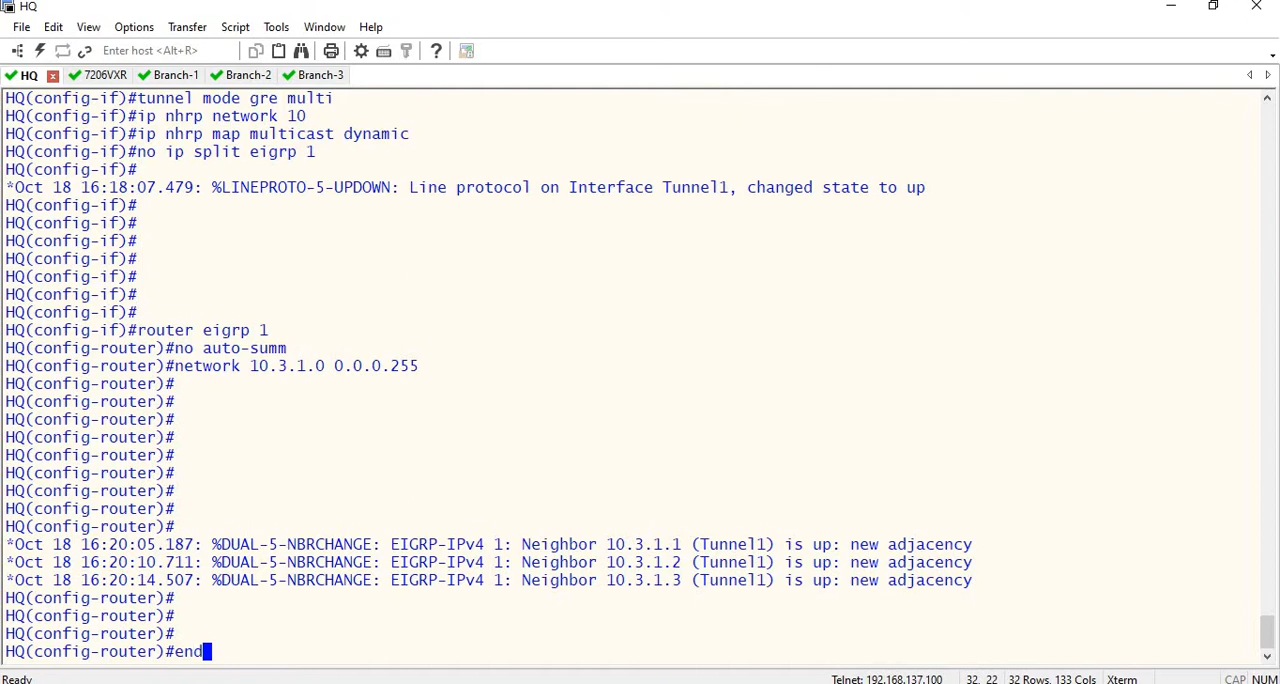 HQ
File Edit View Options Transfer Script Tools Window Help
Enter host <Alt+R>
HQ 7206VXR Branch-1 Branch-2 Branch-3
HQ(config-if)#tunnel mode gre multi
HQ(config-if)#ip nhrp network 10
HQ(config-if)#ip nhrp map multicast dynamic
HQ(config-if)#no ip split eigrp 1
HQ(config-if)#
*Oct 18 16:18:07.479: %LINEPROTO-5-UPDOWN: Line protocol on Interface Tunnel1, changed state to up
HQ(config-if)#
HQ(config-if)#
HQ(config-if)#
HQ(config-if)#
HQ(config-if)#
HQ(config-if)#
HQ(config-if)#
HQ(config-if)#router eigrp 1
HQ(config-router)#no auto-summ
HQ(config-router)#network 10.3.1.0 0.0.0.255
HQ(config-router)#
HQ(config-router)#
HQ(config-router)#
HQ(config-router)#
HQ(config-router)#
HQ(config-router)#
HQ(config-router)#
HQ(config-router)#
HQ(config-router)#
*Oct 18 16:20:05.187: %DUAL-5-NBRCHANGE: EIGRP-IPv4 1: Neighbor 10.3.1.1 (Tunnel1) is up: new adjacency
*Oct 18 16:20:10.711: %DUAL-5-NBRCHANGE: EIGRP-IPv4 1: Neighbor 10.3.1.2 (Tunnel1) is up: new adjacency
*Oct 18 16:20:14.507: %DUAL-5-NBRCHANGE: EIGRP-IPv4 1: Neighbor 10.3.1.3 (Tunnel1) is up: new adjacency
HQ(config-router)#
HQ(config-router)#
HQ(config-router)#
HQ(config-router)#end
Ready Telnet: 192.168.137.100 32, 22 32 Rows, 133 Cols Xterm CAP NUM